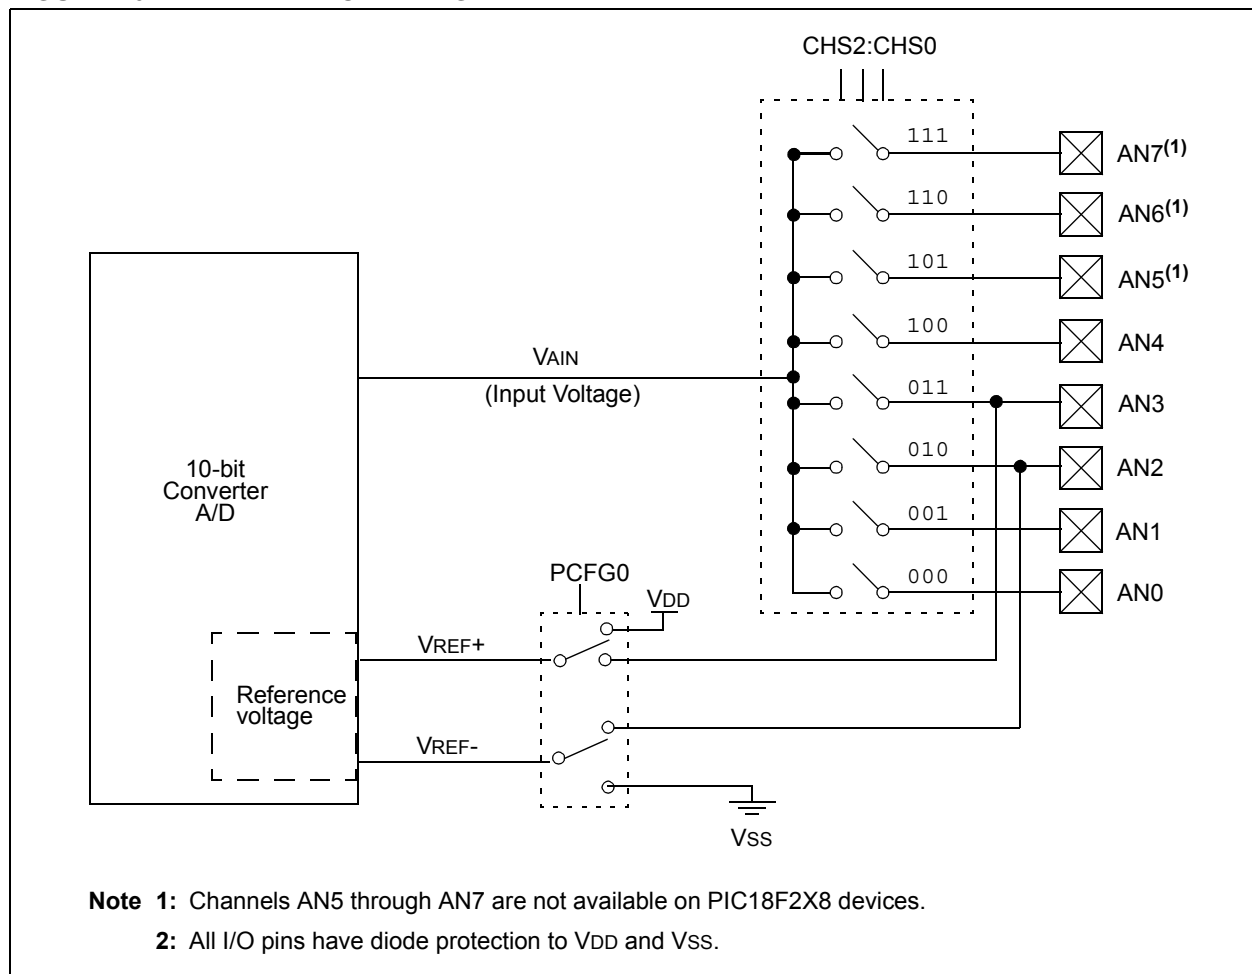 CHS2:CHS0
111
AN7(1)
110
AN6(1)
101
AN5(1)
100
AN4
VAIN
(Input Voltage)
011
AN3
010
AN2
10-bit
Converter
A/D
001
AN1
PCFG0
000
AN0
VDD
VREF+
Reference
voltage
VREF-
VSS
Note 1: Channels AN5 through AN7 are not available on PIC18F2X8 devices.
2: All I/O pins have diode protection to VDD and VSS.